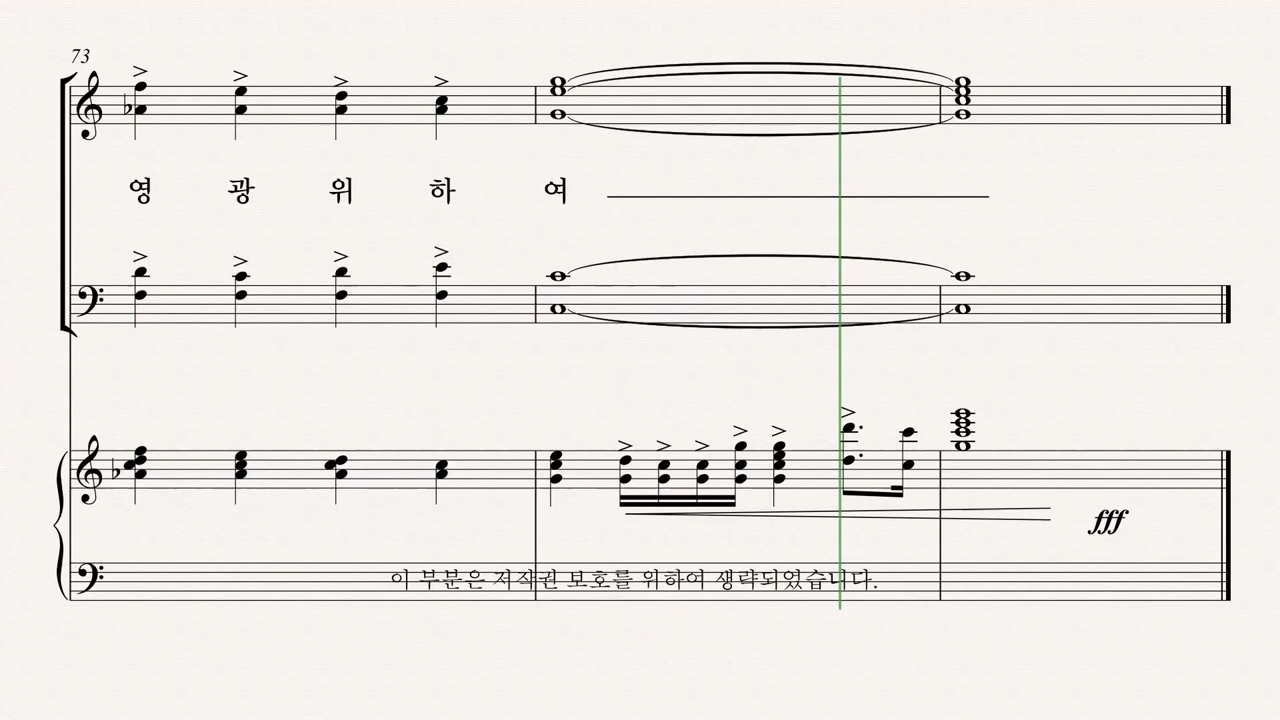 73
영 광 위 하 여
fff
이 부분은 저작권 보호를 위하여 생략되었습니다.